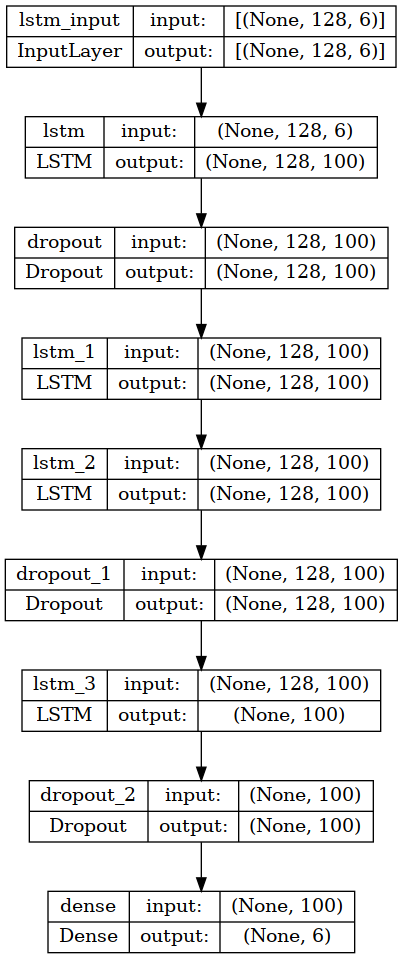 lstm_input input: [(None, 128, 6)]
InputLayer output: [(None, 128, 6)]
lstm input: (None, 128, 6)
LSTM output: (None, 128, 100)
dropout input: (None, 128, 100)
Dropout output: (None, 128, 100)
lstm_1 input: (None, 128, 100)
LSTM output: (None, 128, 100)
lstm_2 input: (None, 128, 100)
LSTM output: (None, 128, 100)
dropout_1 input: (None, 128, 100)
Dropout output: (None, 128, 100)
lstm_3 input: (None, 128, 100)
LSTM output: (None, 100)
dropout_2 input: (None, 100)
Dropout output: (None, 100)
dense input: (None, 100)
Dense output: (None, 6)